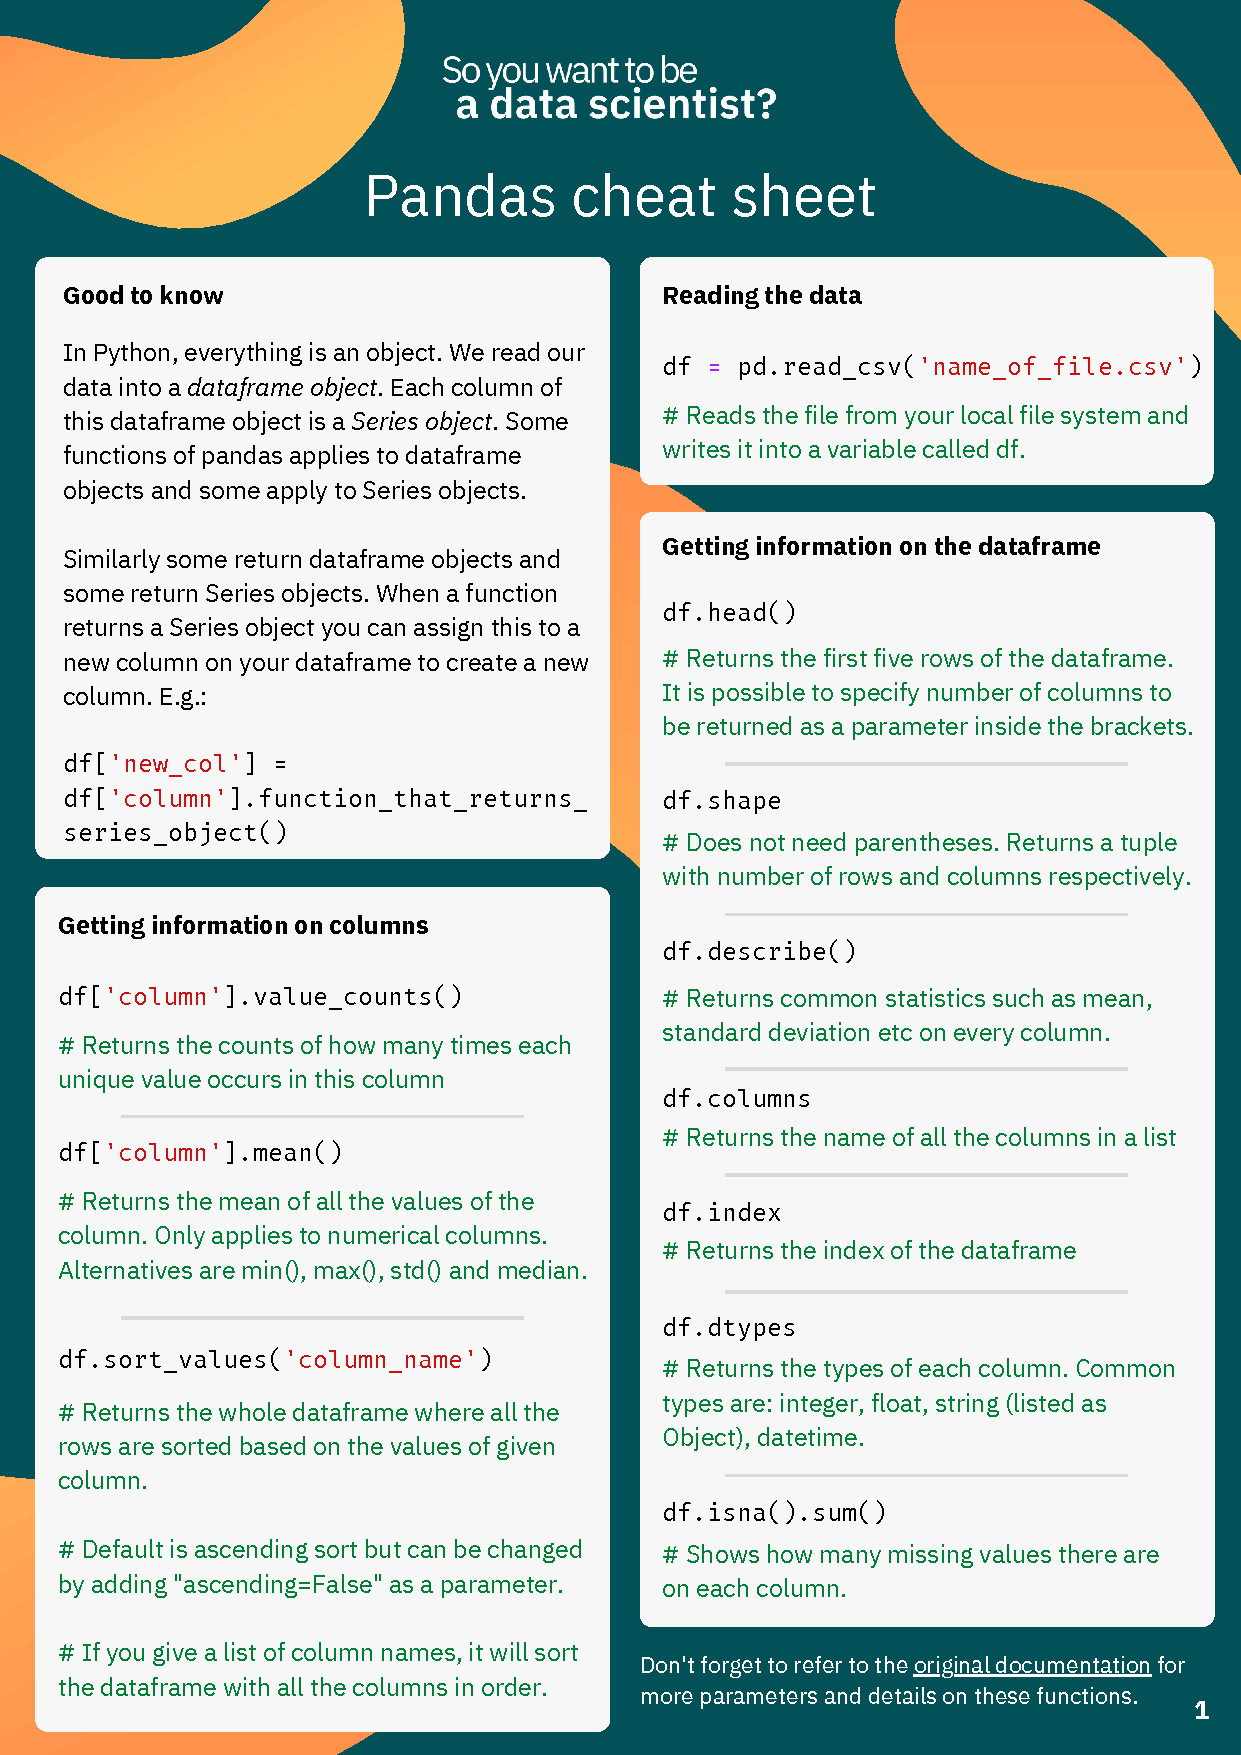 So you want to be
a data scientist?
Pandas cheat sheet
Good to know
In Python, everything is an object. We read our
data into a dataframe object. Each column of
this dataframe object is a Series object. Some
functions of pandas applies to dataframe
objects and some apply to Series objects.
Similarly some return dataframe objects and
some return Series objects. When a function
returns a Series object you can assign this to a
new column on your dataframe to create a new
column. E.g.:
df['new_col'] =
df['column'].function_that_returns_
series_object()
Getting information on columns
df['column'].value_counts()
# Returns the counts of how many times each
unique value occurs in this column
df['column'].mean()
# Returns the mean of all the values of the
column. Only applies to numerical columns.
Alternatives are min(), max(), std() and median.
df.sort_values('column_name')
# Returns the whole dataframe where all the
rows are sorted based on the values of given
column.
# Default is ascending sort but can be changed
by adding "ascending=False" as a parameter.
# If you give a list of column names, it will sort
the dataframe with all the columns in order.
Reading the data
df = pd.read_csv('name_of_file.csv')
# Reads the file from your local file system and
writes it into a variable called df.
Getting information on the dataframe
df.head()
# Returns the first five rows of the dataframe.
It is possible to specify number of columns to
be returned as a parameter inside the brackets.
df.shape
# Does not need parentheses. Returns a tuple
with number of rows and columns respectively.
df.describe()
# Returns common statistics such as mean,
standard deviation etc on every column.
df.columns
# Returns the name of all the columns in a list
df.index
# Returns the index of the dataframe
df.dtypes
# Returns the types of each column. Common
types are: integer, float, string (listed as
Object), datetime.
df.isna().sum()
# Shows how many missing values there are
on each column.
Don't forget to refer to the original documentation for
more parameters and details on these functions.
1